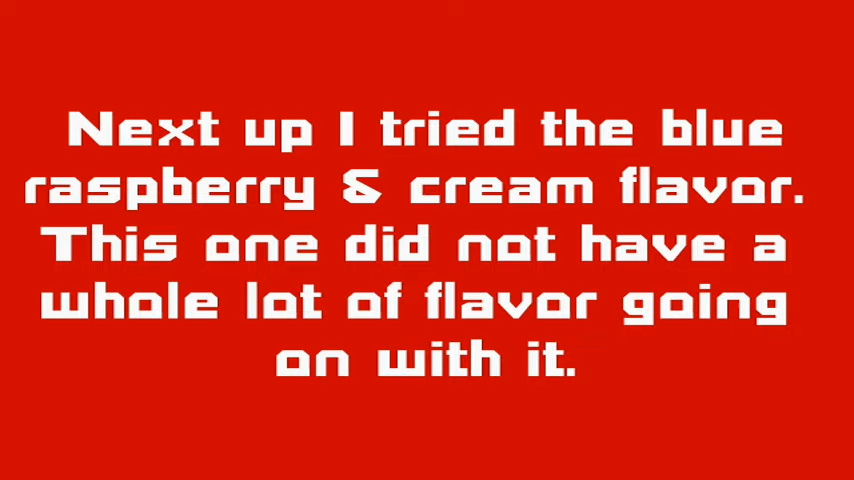 Next up I tried the blue
raspberry & cream flavor.
This one did not have a
whole lot of flavor going
on with it.